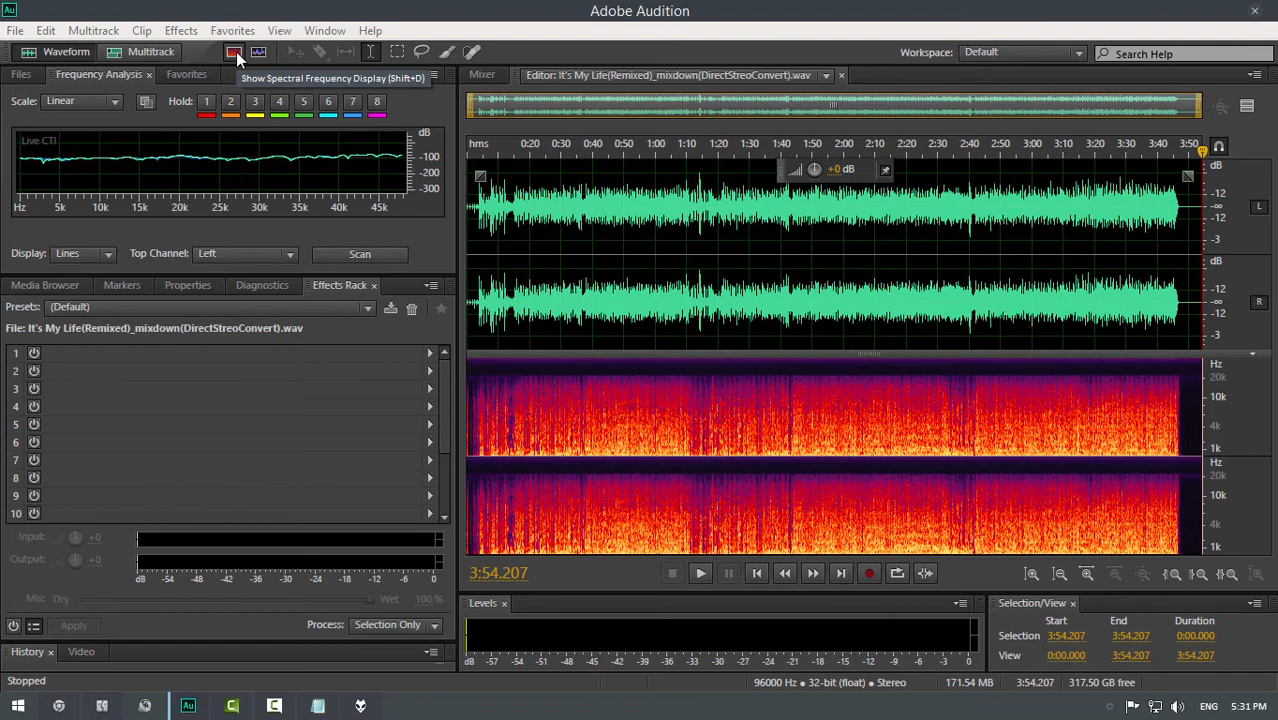 Au
Adobe Audition
File Edit Multitrack Clip Effects Favorites View Window Help
Waveform Multitrack
Workspace: Default Search Help
Show Spectral Frequency Display (Shift+D)
Files Frequency Analysis Favorites
Scale: Linear Hold: 1 2 3 4 5 6 7 8
Live CTI
dB
-100
-200
-300
Hz 5k 10k 15k 20k 25k 30k 35k 45k
Display: Lines Top Channel: Left Scan
Media Browser Markers Properties Diagnostics Effects Rack
Presets: (Default)
File: It's My Life(Remixed)_mixdown(DirectStreoConvert).wav
1
2
3
4
5
6
7
8
9
10
Input: +0
Output: +0
dB -54 -48 -42 -36 -30 -24 -18 -12 -6 0
Mix: Dry Wet 100 %
Apply Process: Selection Only
History Video
Stopped
Mixer Editor: It's My Life(Remixed)_mixdown(DirectStreoConvert).wav
hms 0:20 0:30 0:40 0:50 1:00 1:10 1:20 1:30 1:40 1:50 2:00 2:10 2:20 2:30 2:40 2:50 3:00 3:10 3:20 3:30 3:40 3:50
+0 dB
dB
-12
-∞
-12
-3
L
dB
-12
-∞
-12
-3
R
Hz
20k
10k
4k
1k
Hz
20k
10k
4k
1k
3:54.207
Levels
dB -57 -54 -51 -48 -45 -42 -39 -36 -33 -30 -27 -24 -21 -18 -15 -12 -9 -6 -3 0
Selection/View
Start End Duration
Selection 3:54.207 3:54.207 0:00.000
View 0:00.000 3:54.207 3:54.207
96000 Hz • 32-bit (float) • Stereo 171.54 MB 3:54.207 317.50 GB free
Au ENG 5:31 PM